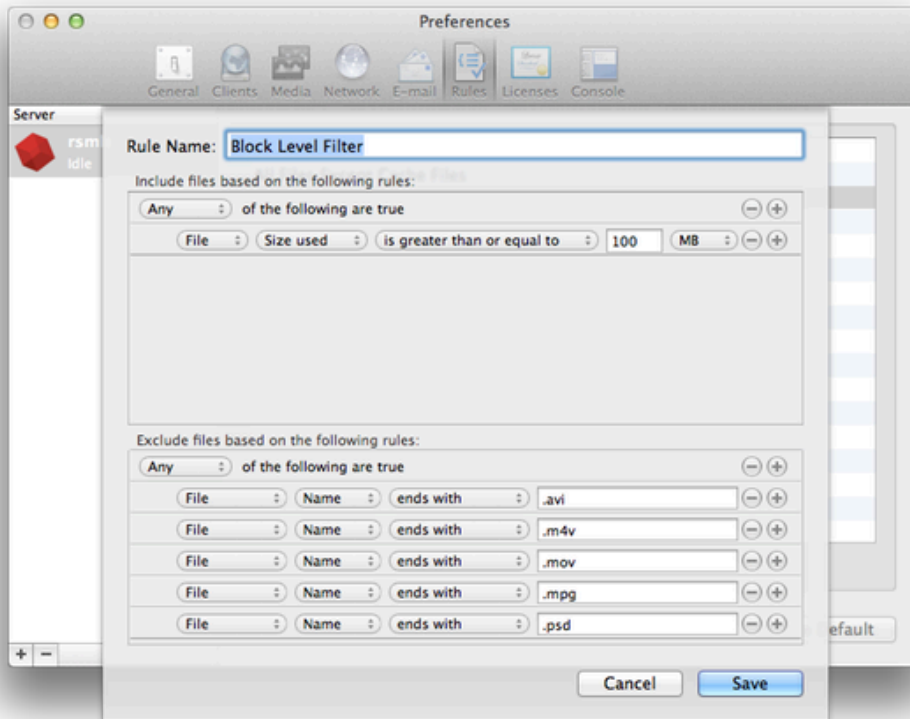 Preferences
General Clients Media Network E-mail Rules Licenses Console
Server
Idle
Rule Name: Block Level Filter
Include files based on the following rules:
Any of the following are true
File Size used is greater than or equal to 100 MB
Exclude files based on the following rules:
Any of the following are true
File Name ends with .avi
File Name ends with .m4v
File Name ends with .mov
File Name ends with .mpg
File Name ends with .psd
+ −
Cancel Save